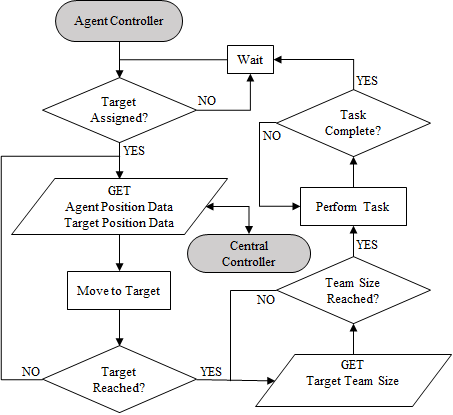 Agent Controller
Wait
Target
Assigned?
NO
YES
YES
Task
Complete?
NO
GET
Agent Position Data
Target Position Data
Perform Task
Central
Controller
YES
Move to Target
Team Size
Reached?
NO
Target
Reached?
NO
YES
GET
Target Team Size